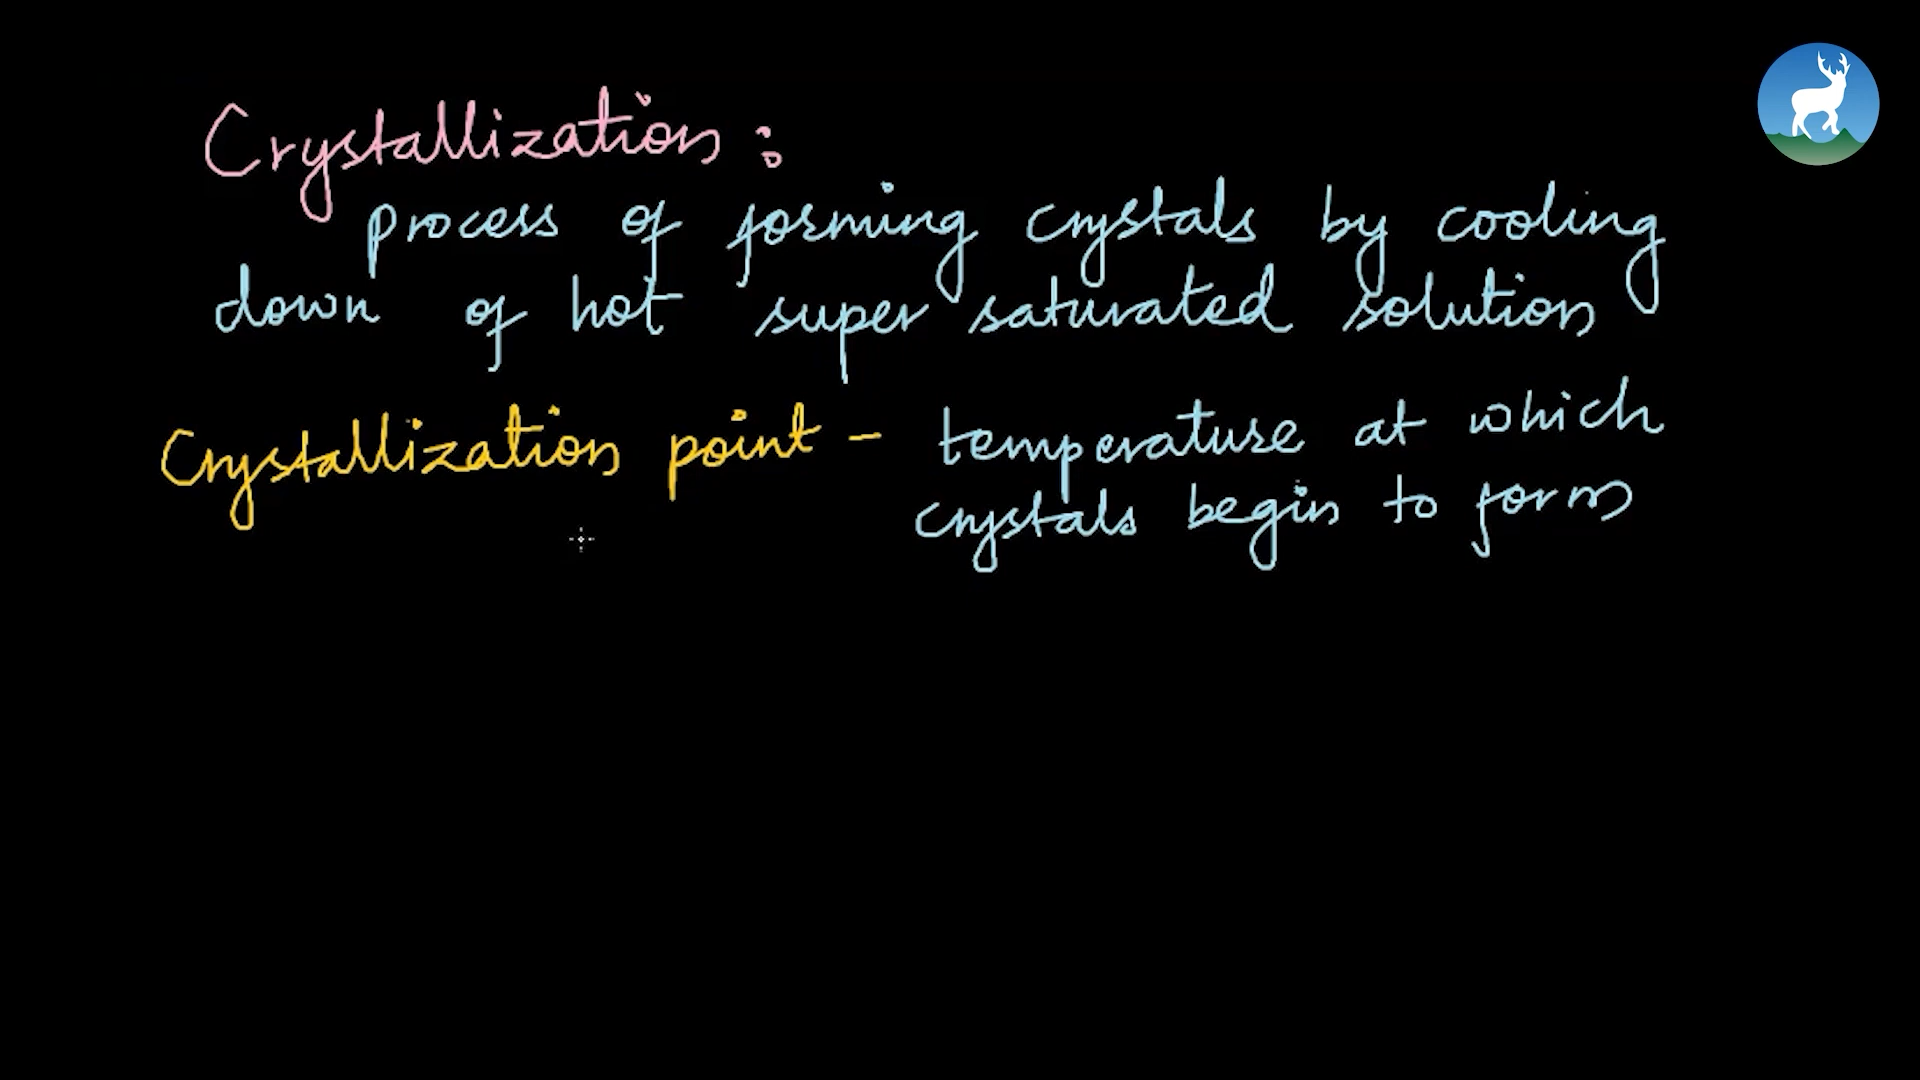 Crystallization :
process of forming crystals by cooling
down of hot super saturated solution
Crystallization point - temperature at which
crystals begin to form